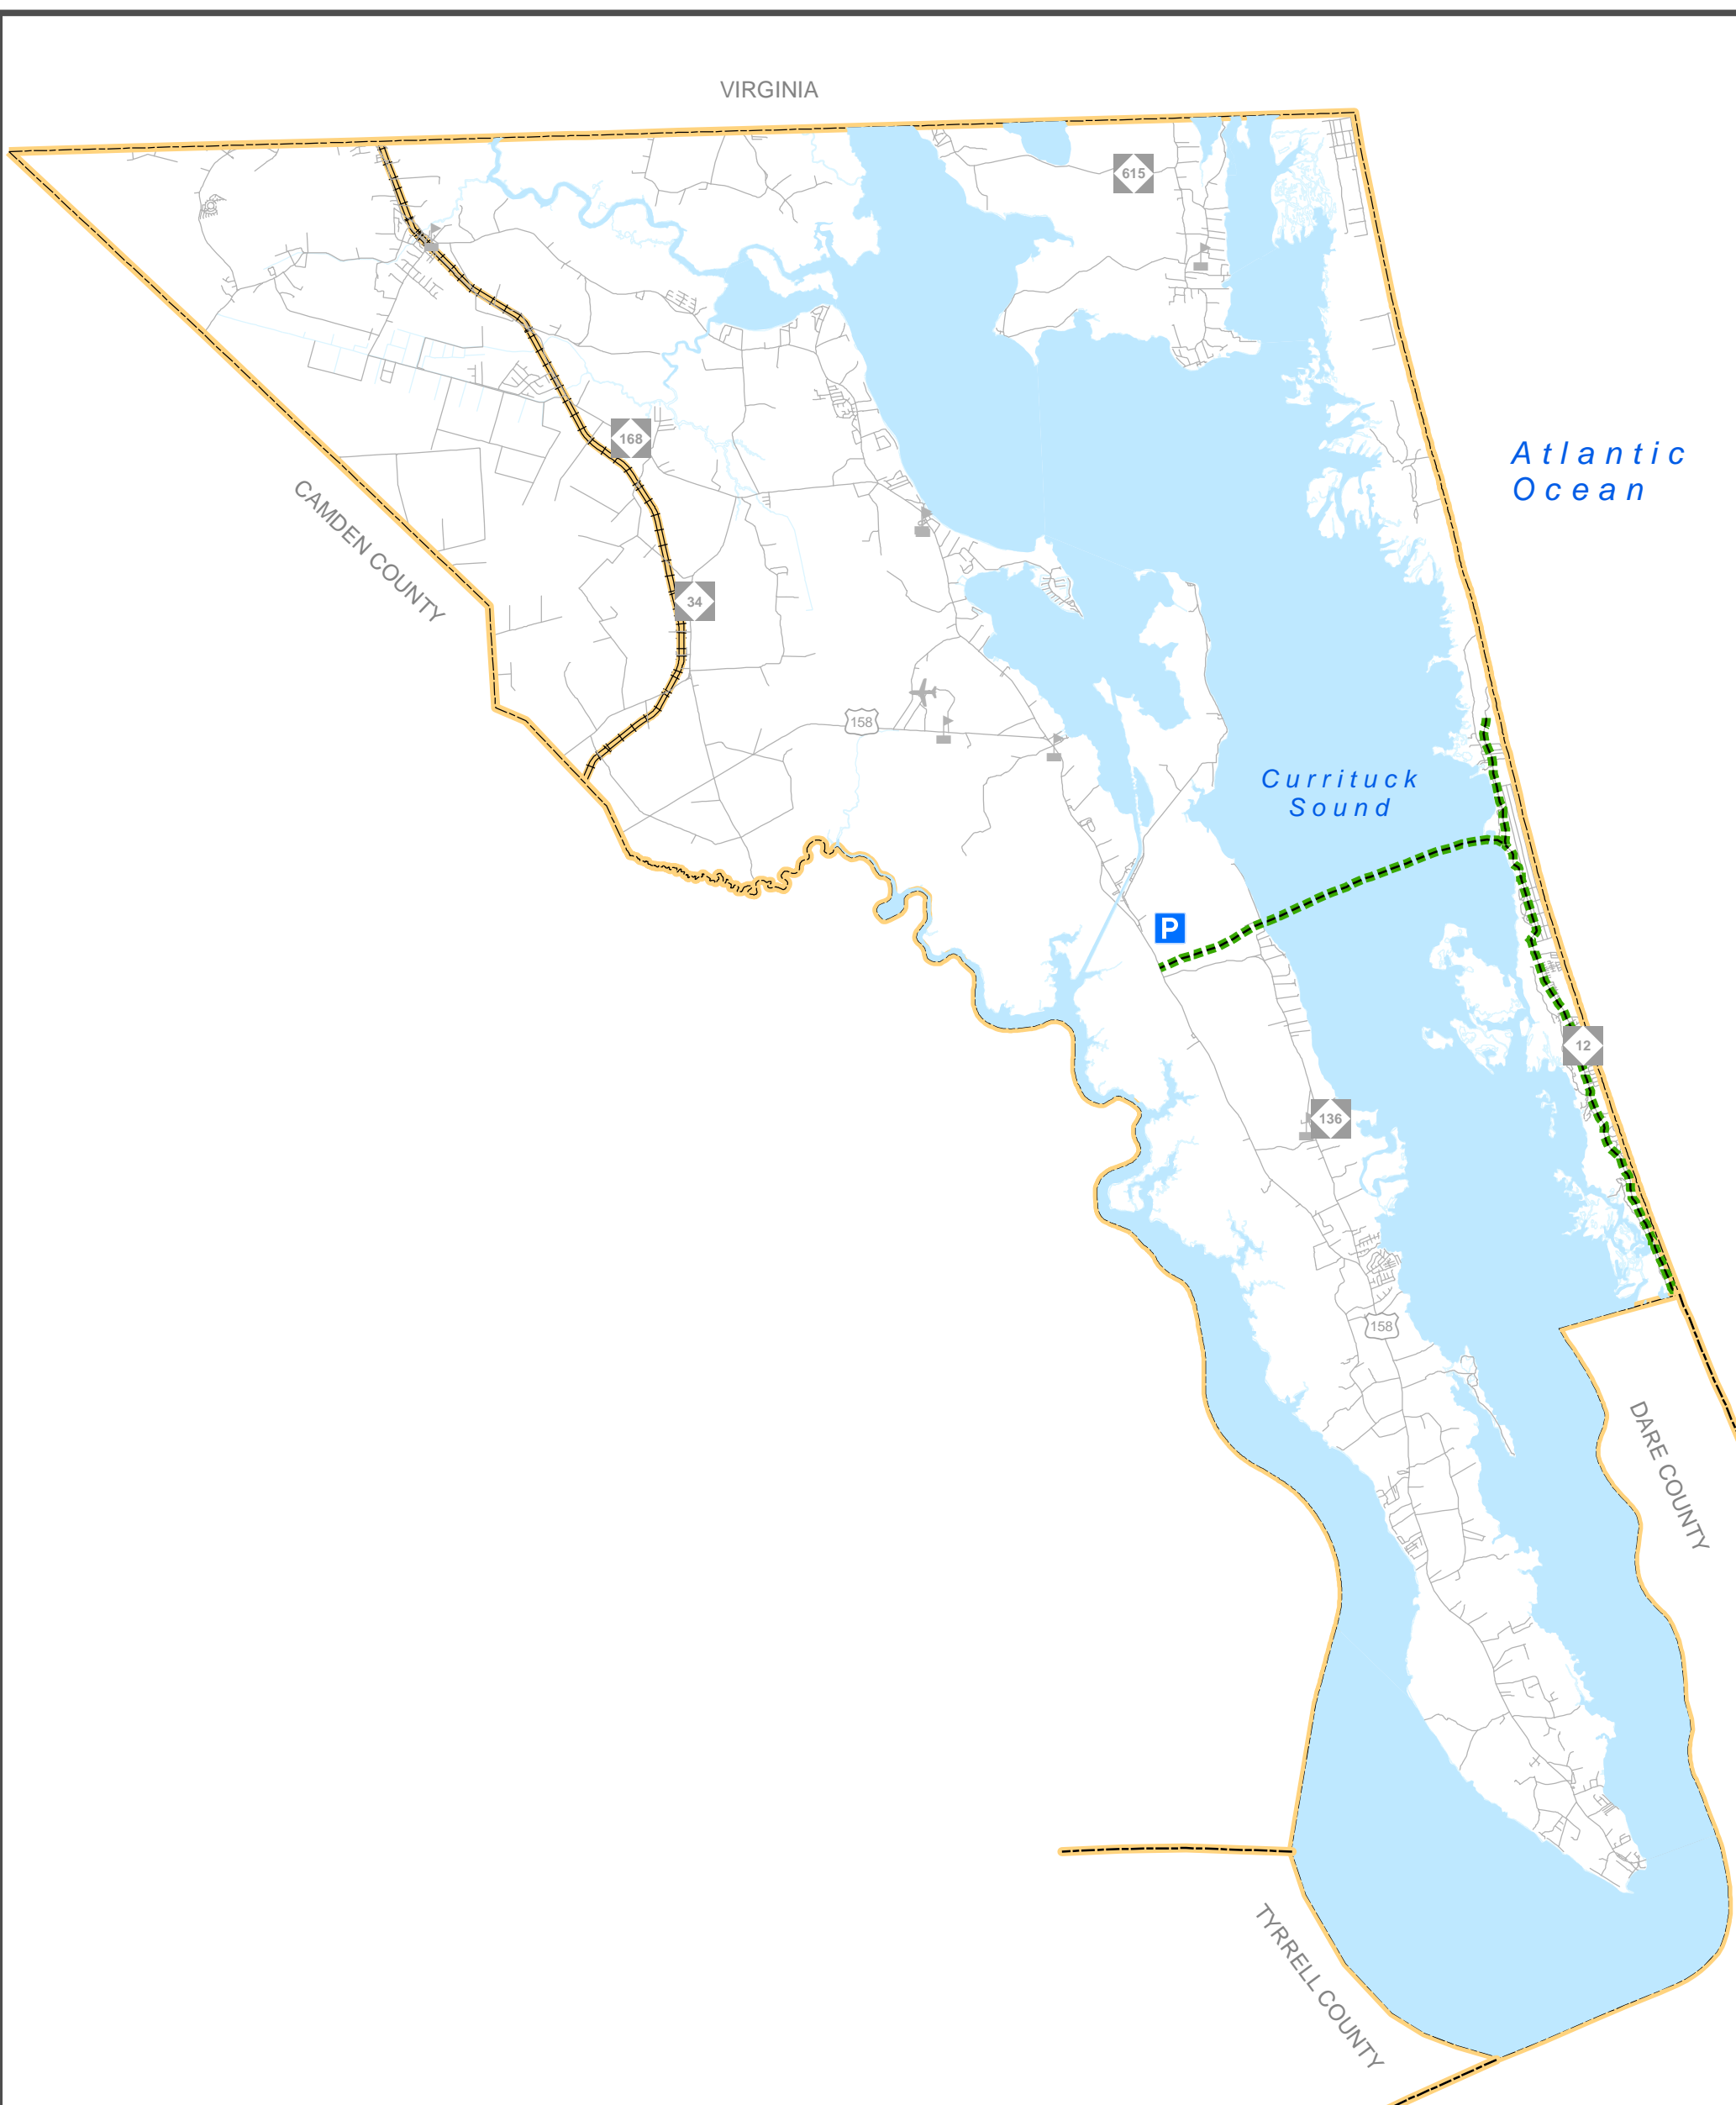 VIRGINIA
615
168
Atlantic
Ocean
CAMDEN COUNTY
34
158
Currituck
Sound
P
12
136
158
DARE COUNTY
TYRRELL COUNTY